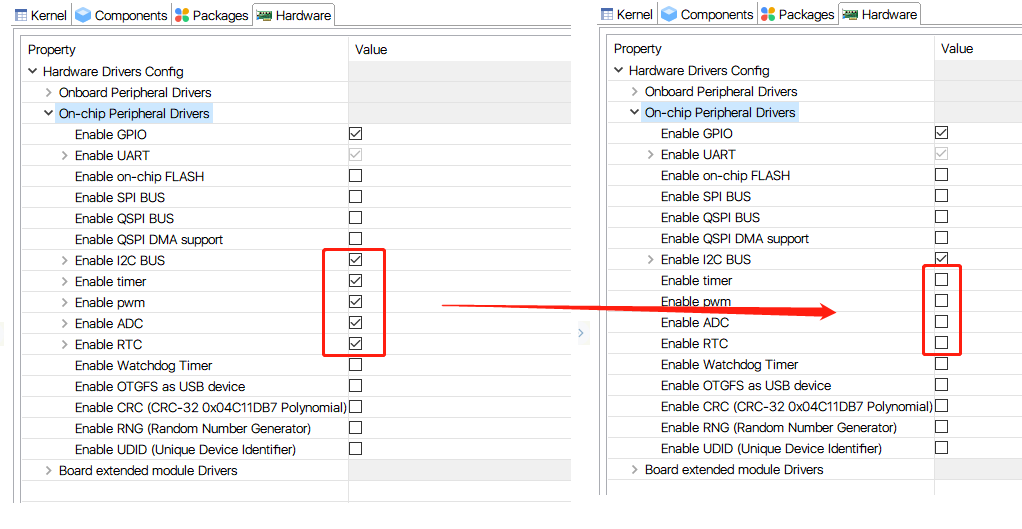 Kernel Components Packages Hardware
Property Value
Hardware Drivers Config
Onboard Peripheral Drivers
On-chip Peripheral Drivers
Enable GPIO
Enable UART
Enable on-chip FLASH
Enable SPI BUS
Enable QSPI BUS
Enable QSPI DMA support
Enable I2C BUS
Enable timer
Enable pwm
Enable ADC
Enable RTC
Enable Watchdog Timer
Enable OTGFS as USB device
Enable CRC (CRC-32 0x04C11DB7 Polynomial)
Enable RNG (Random Number Generator)
Enable UDID (Unique Device Identifier)
Board extended module Drivers
Kernel Components Packages Hardware
Property Value
Hardware Drivers Config
Onboard Peripheral Drivers
On-chip Peripheral Drivers
Enable GPIO
Enable UART
Enable on-chip FLASH
Enable SPI BUS
Enable QSPI BUS
Enable QSPI DMA support
Enable I2C BUS
Enable timer
Enable pwm
Enable ADC
Enable RTC
Enable Watchdog Timer
Enable OTGFS as USB device
Enable CRC (CRC-32 0x04C11DB7 Polynomial)
Enable RNG (Random Number Generator)
Enable UDID (Unique Device Identifier)
Board extended module Drivers